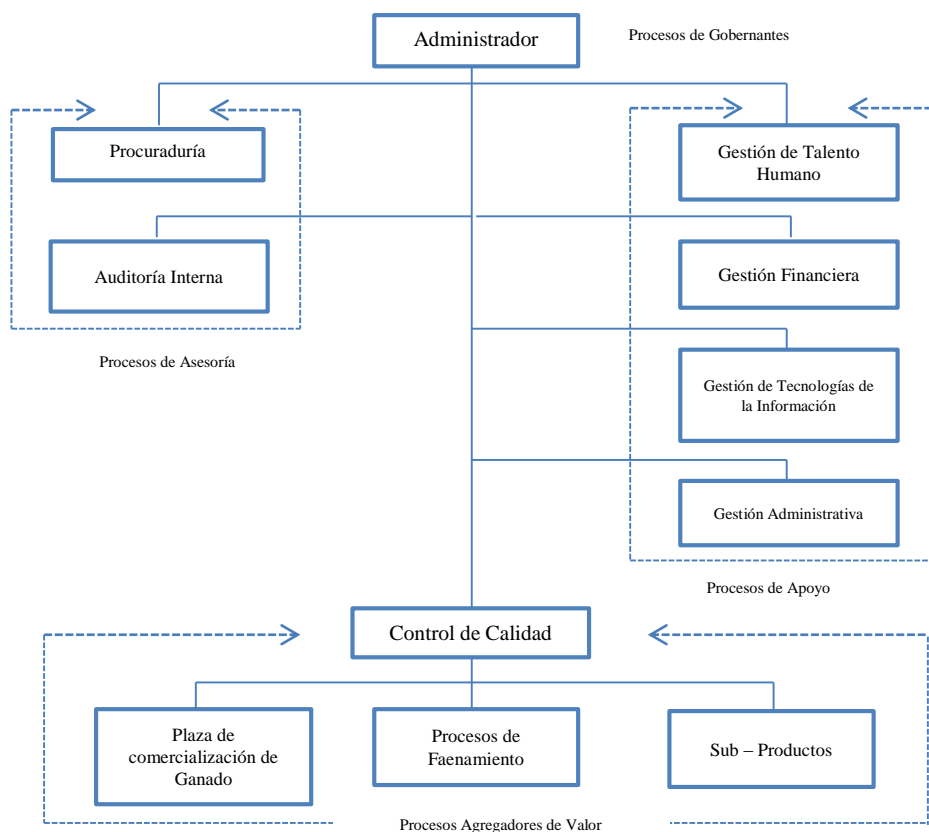 Administrador
Procesos de Gobernantes
Procuraduría
Gestión de Talento
Humano
Auditoría Interna
Gestión Financiera
Procesos de Asesoría
Gestión de Tecnologías de
la Información
Gestión Administrativa
Procesos de Apoyo
Control de Calidad
Plaza de
comercialización de
Ganado
Procesos de
Faenamiento
Sub – Productos
Procesos Agregadores de Valor